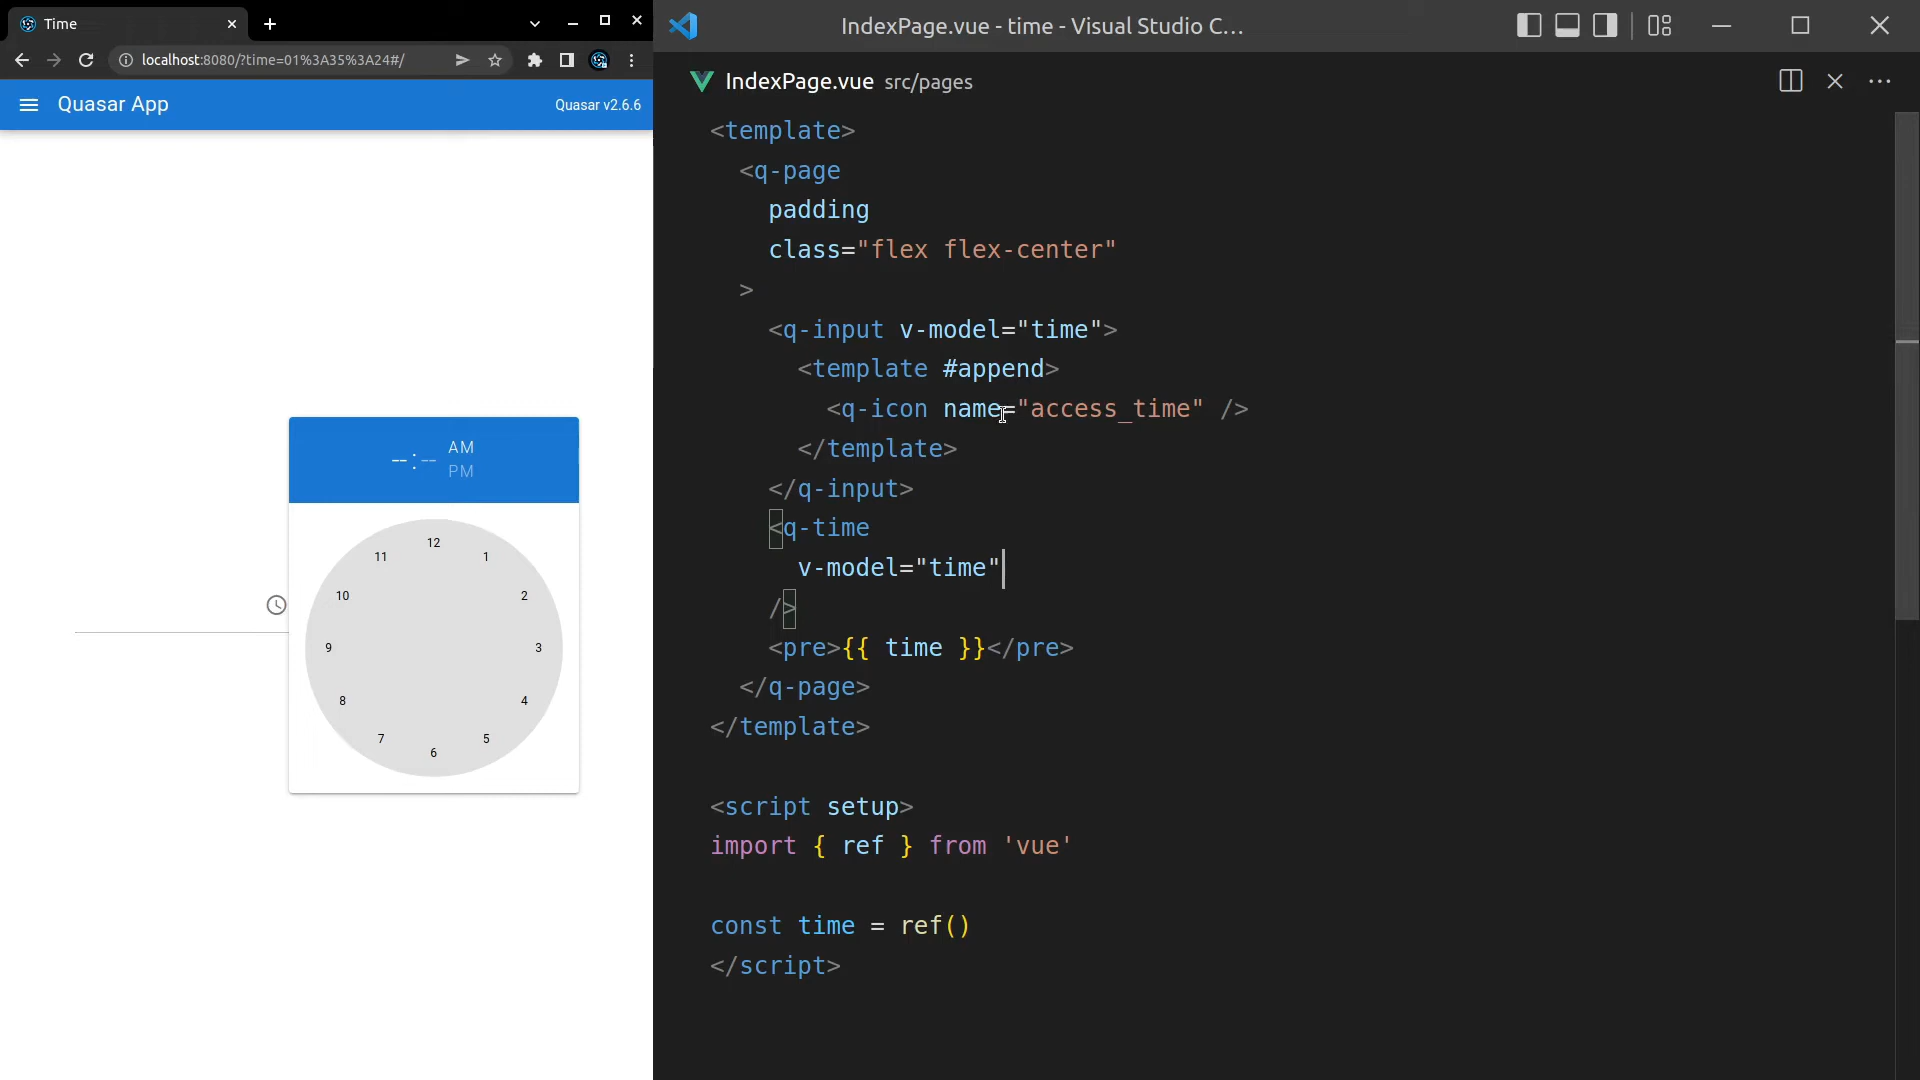 Time
localhost:8080/?time=01%3A35%3A24#/
Quasar App
Quasar v2.6.6
--:--
AM
PM
12
11
1
10
2
9
3
8
4
7
5
6
IndexPage.vue - time - Visual Studio C...
IndexPage.vue src/pages
<template>
<q-page
padding
class="flex flex-center"
>
<q-input v-model="time">
<template #append>
<q-icon name="access_time" />
</template>
</q-input>
<q-time
v-model="time"
/>
<pre>{{ time }}</pre>
</q-page>
</template>
<script setup>
import { ref } from 'vue'
const time = ref()
</script>